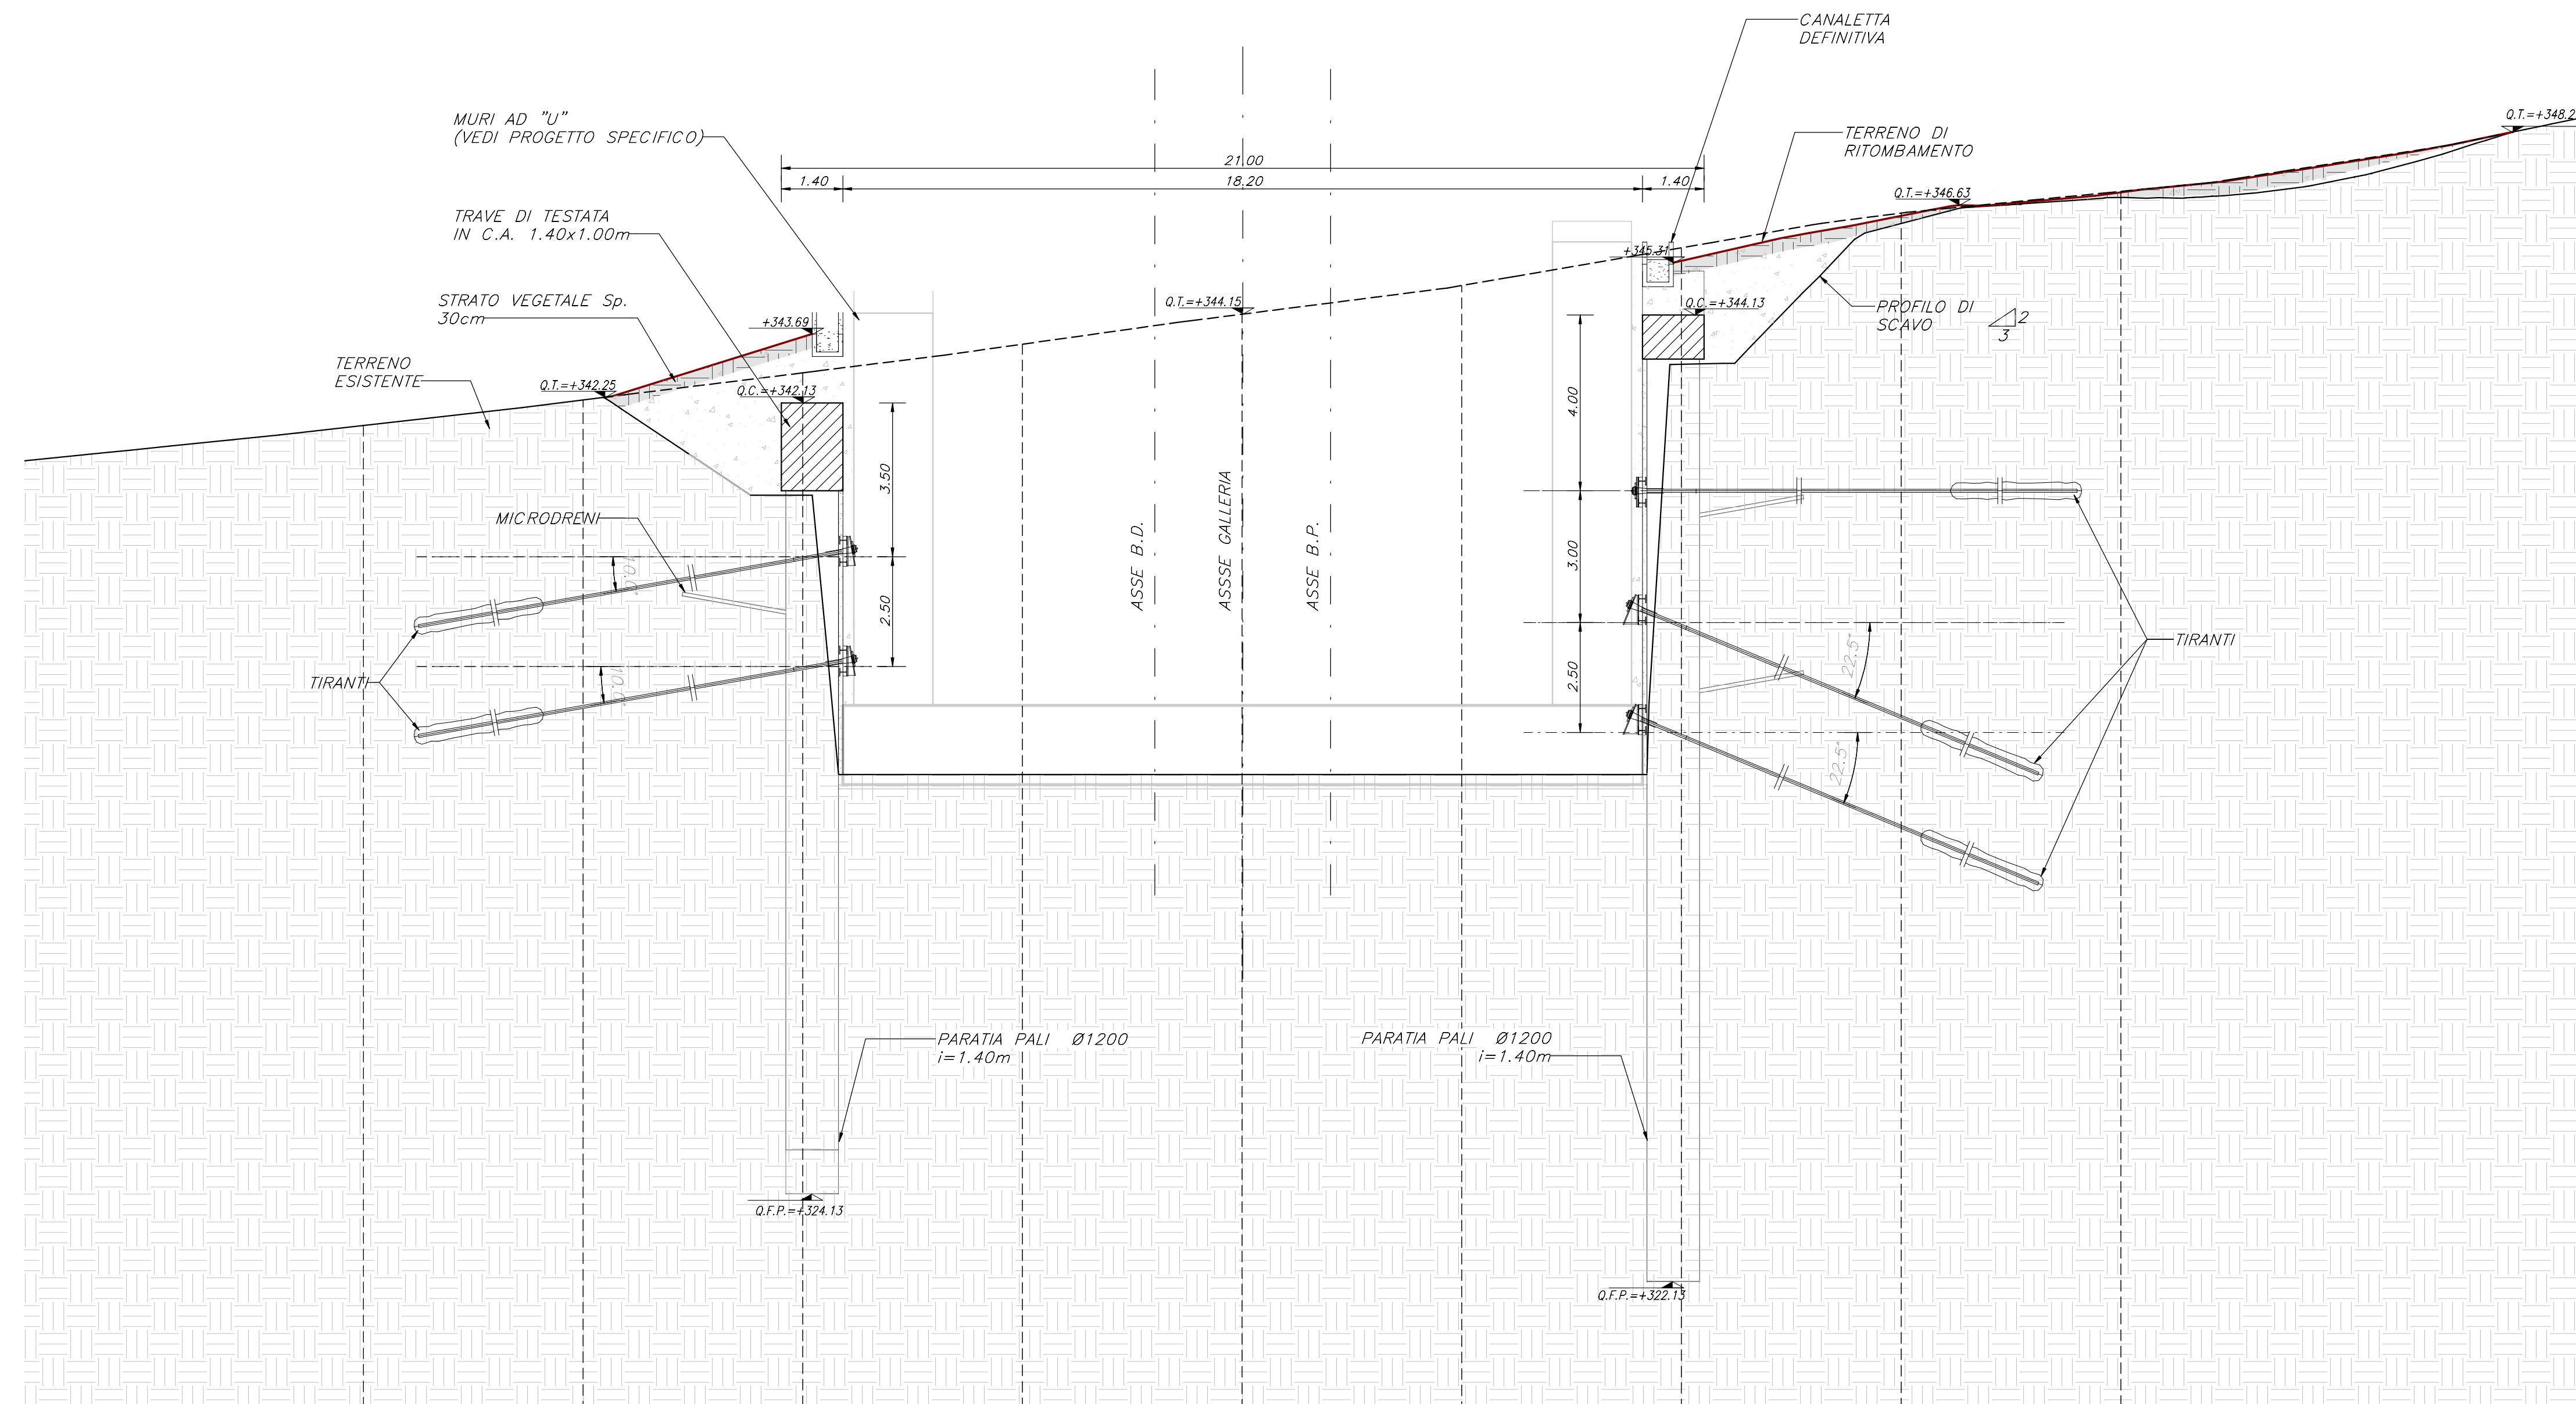 CANALETTA
DEFINITIVA
Q.T.=+348.2
MURI AD "U"
(VEDI PROGETTO SPECIFICO)
TERRENO DI
RITOMBAMENTO
21.00
1.40
18.20
1.40
Q.T.=+346.63
TRAVE DI TESTATA
IN C.A. 1.40x1.00m
+345.31
STRATO VEGETALE Sp.
30cm
Q.T.=+344.15
Q.C.=+344.13
PROFILO DI
SCAVO
2
3
+343.69
TERRENO
ESISTENTE
Q.T.=+342.25
Q.C.=+342.13
4.00
3.50
MICRODRENI
ASSE B.D.
ASSSE GALLERIA
ASSE B.P.
3.00
10.0°
2.50
22.5°
TIRANTI
2.50
10.0°
TIRANTI
22.5°
PARATIA PALI Ø1200
i=1.40m
PARATIA PALI Ø1200
i=1.40m
Q.F.P.=+324.13
Q.F.P.=+322.13